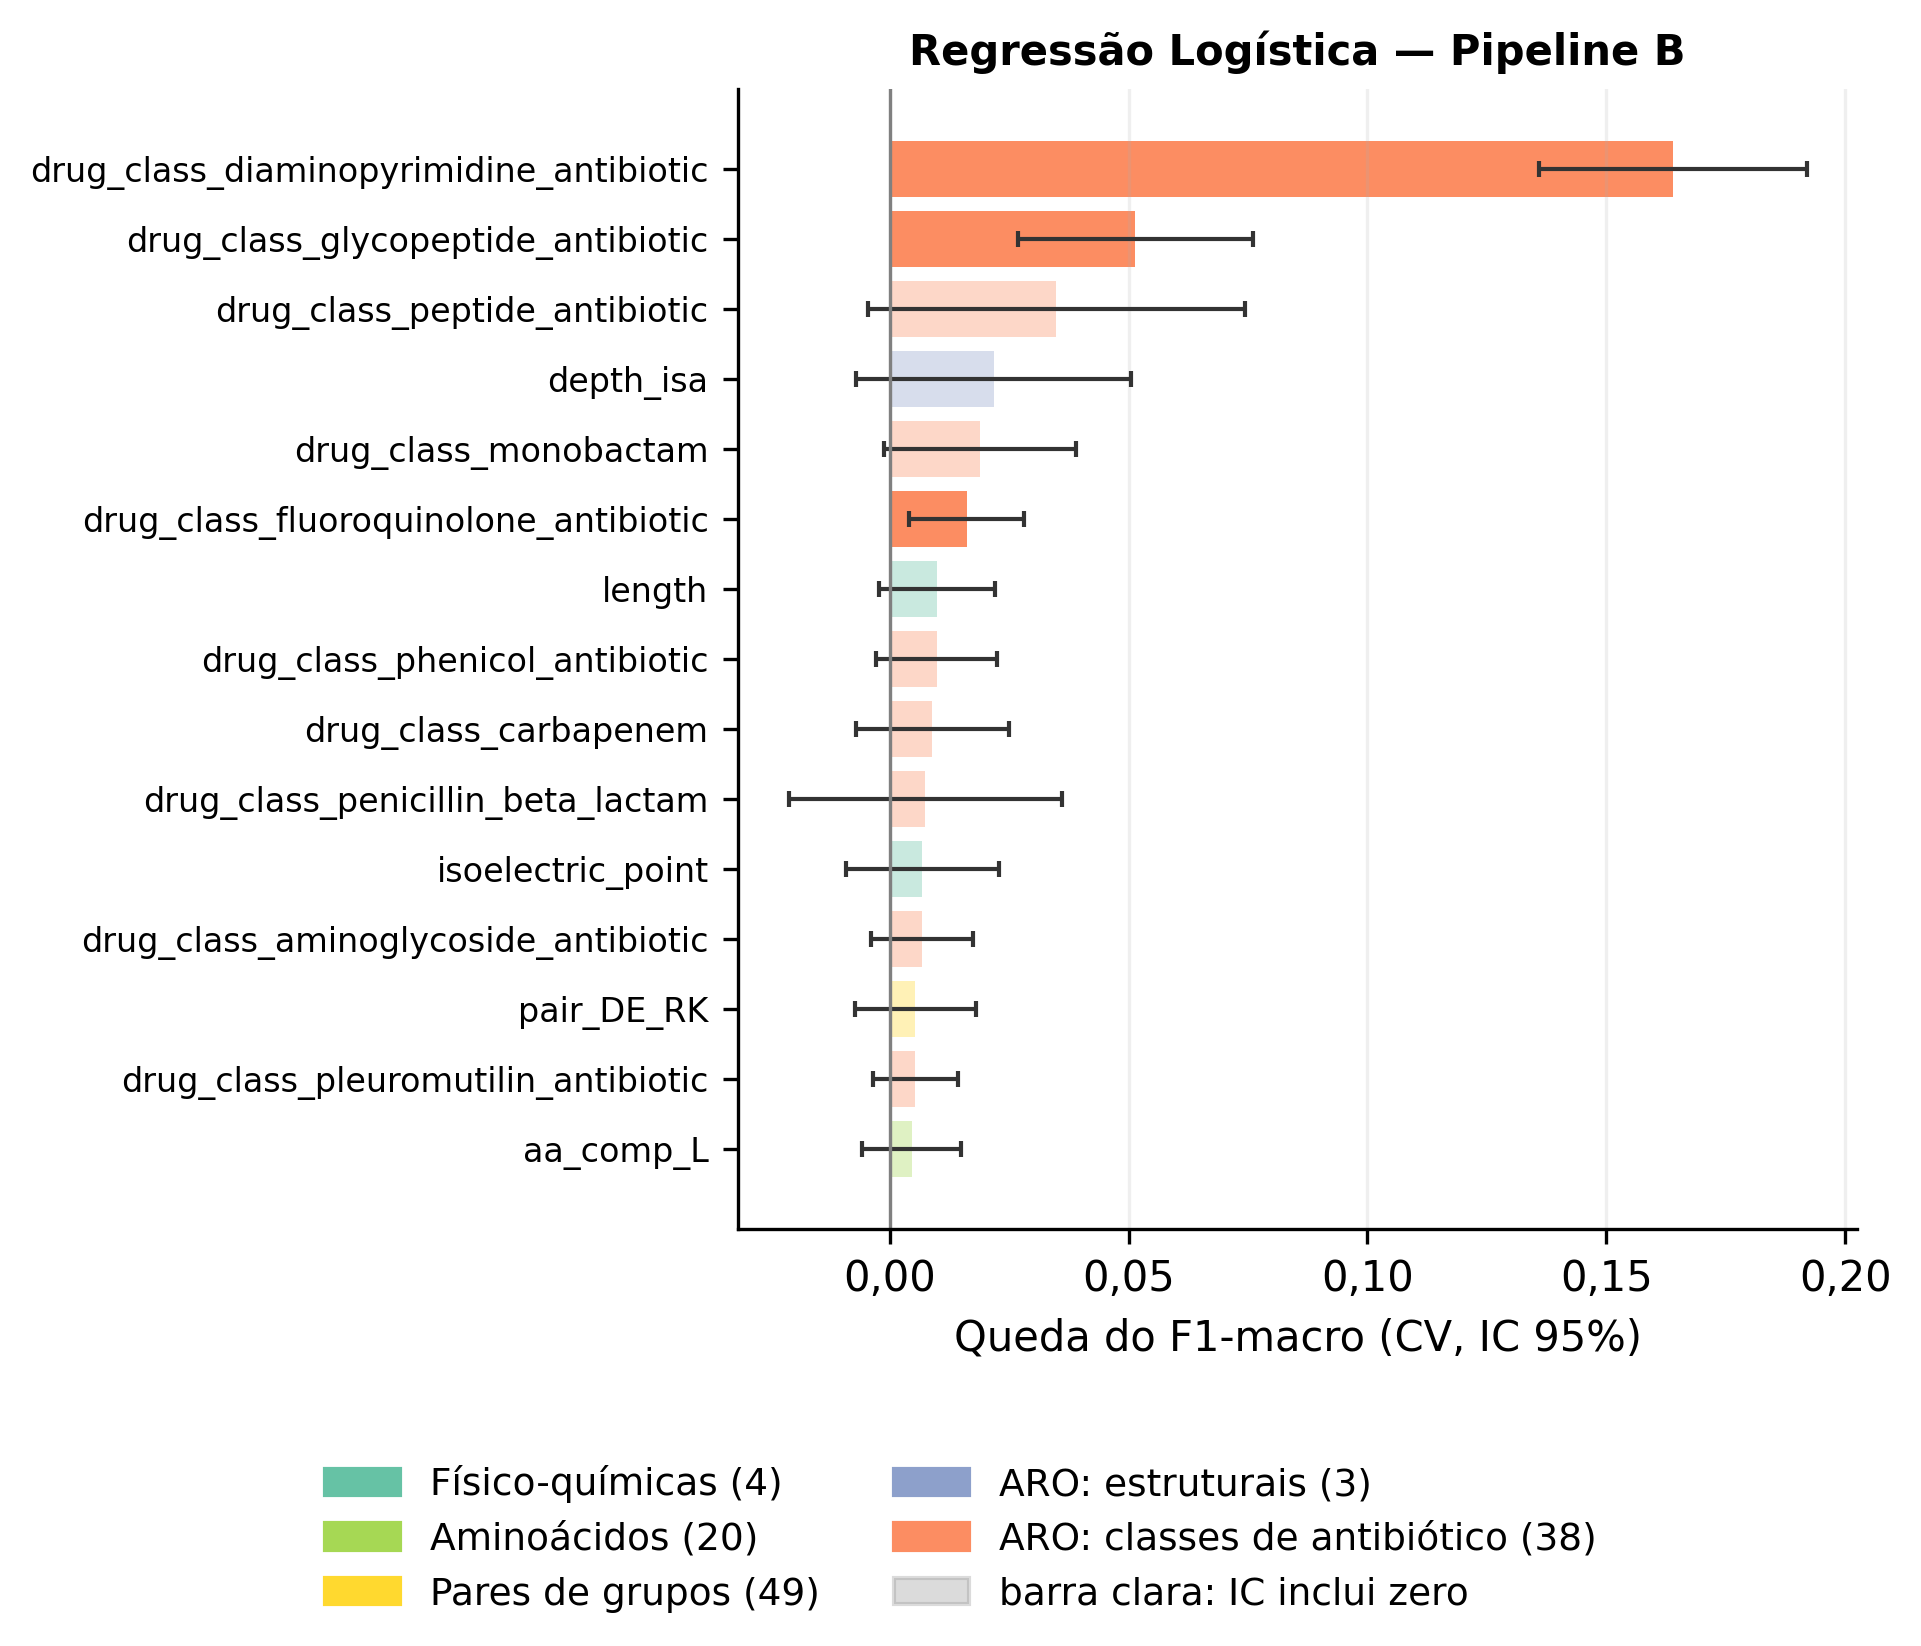 Regressão Logística — Pipeline B
drug_class_diaminopyrimidine_antibiotic
drug_class_glycopeptide_antibiotic
drug_class_peptide_antibiotic
depth_isa
drug_class_monobactam
drug_class_fluoroquinolone_antibiotic
length
drug_class_phenicol_antibiotic
drug_class_carbapenem
drug_class_penicillin_beta_lactam
isoelectric_point
drug_class_aminoglycoside_antibiotic
pair_DE_RK
drug_class_pleuromutilin_antibiotic
aa_comp_L
0,00 0,05 0,10 0,15 0,20
Queda do F1-macro (CV, IC 95%)
Físico-químicas (4)
Aminoácidos (20)
Pares de grupos (49)
ARO: estruturais (3)
ARO: classes de antibiótico (38)
barra clara: IC inclui zero